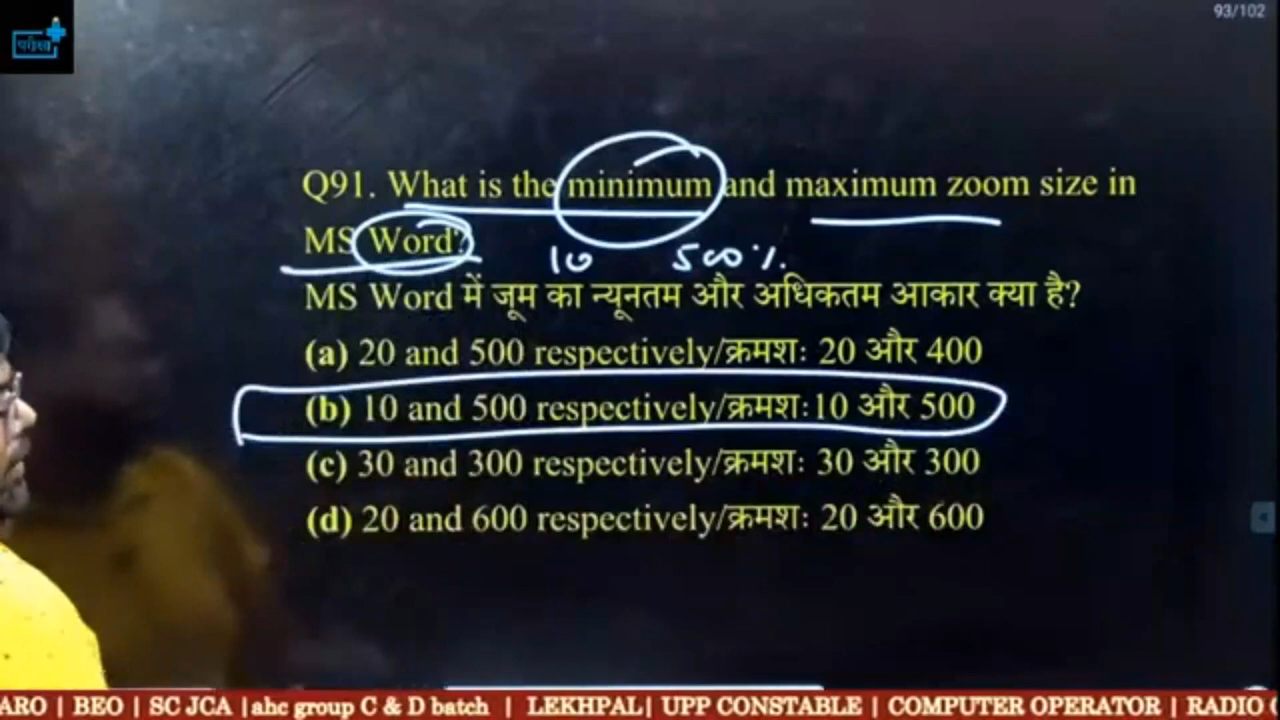 93/102
परीक्षा
Q91. What is the minimum and maximum zoom size in
MS Word?
10 500%.
MS Word में जूम का न्यूनतम और अधिकतम आकार क्या है?
(a) 20 and 500 respectively/क्रमशः 20 और 400
(b) 10 and 500 respectively/क्रमशः10 और 500
(c) 30 and 300 respectively/क्रमशः 30 और 300
(d) 20 and 600 respectively/क्रमशः 20 और 600
ARO | BEO | SC JCA |ahc group C & D batch | LEKHPAL| UPP CONSTABLE | COMPUTER OPERATOR | RADIO